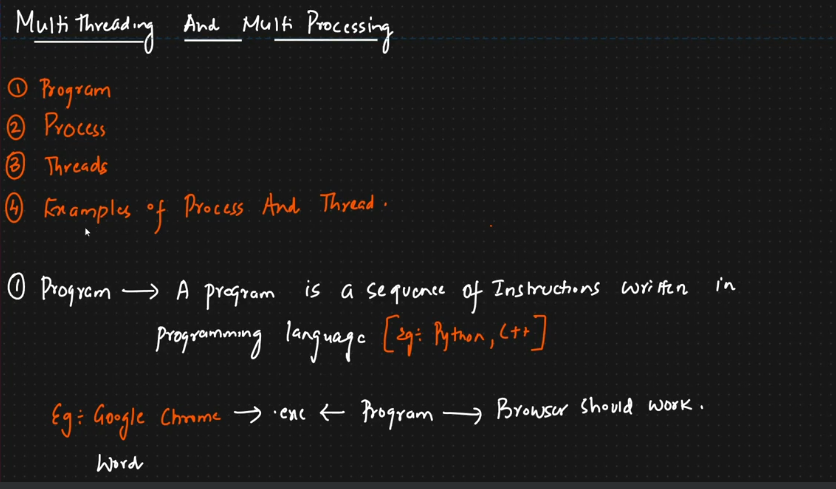 Multi Threading And Multi Processing
① Program
② Process
③ Threads
④ Examples of Process And Thread.
① Program → A program is a sequence of Instructions written in
programming language [Eg: Python, C++]
Eg: Google Chrome → .exe ← Program → Browser should work.
Word